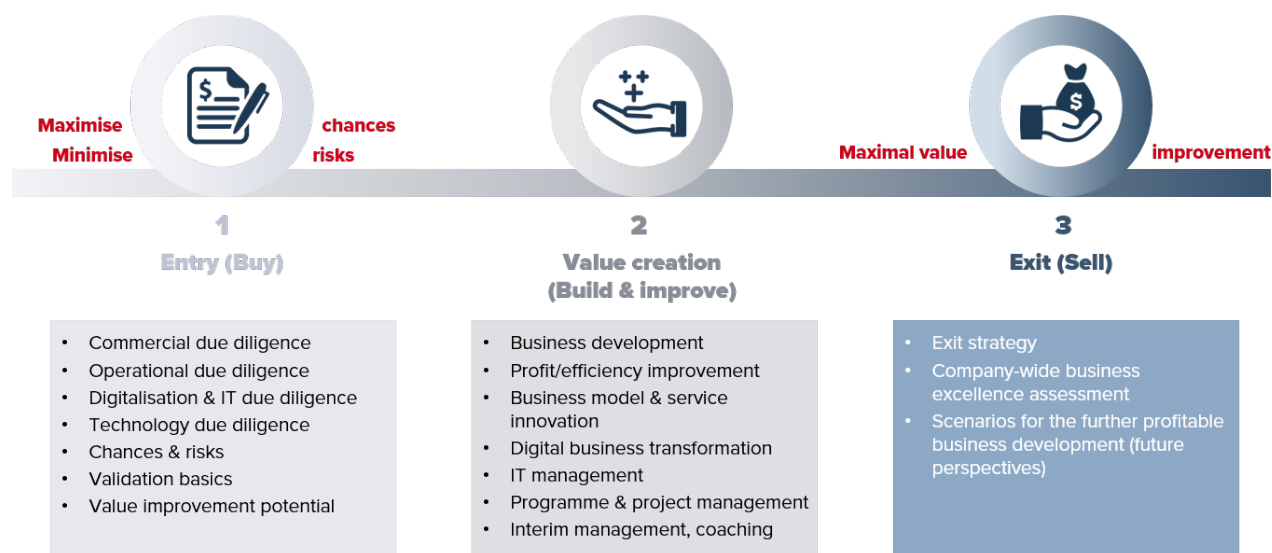 Maximise chances
Minimise risks
Maximal value improvement
$
$
1
Entry (Buy)
2
Value creation
(Build & improve)
3
Exit (Sell)
• Commercial due diligence
• Operational due diligence
• Digitalisation & IT due diligence
• Technology due diligence
• Chances & risks
• Validation basics
• Value improvement potential
• Business development
• Profit/efficiency improvement
• Business model & service
innovation
• Digital business transformation
• IT management
• Programme & project management
• Interim management, coaching
• Exit strategy
• Company-wide business
excellence assessment
• Scenarios for the further profitable
business development (future
perspectives)